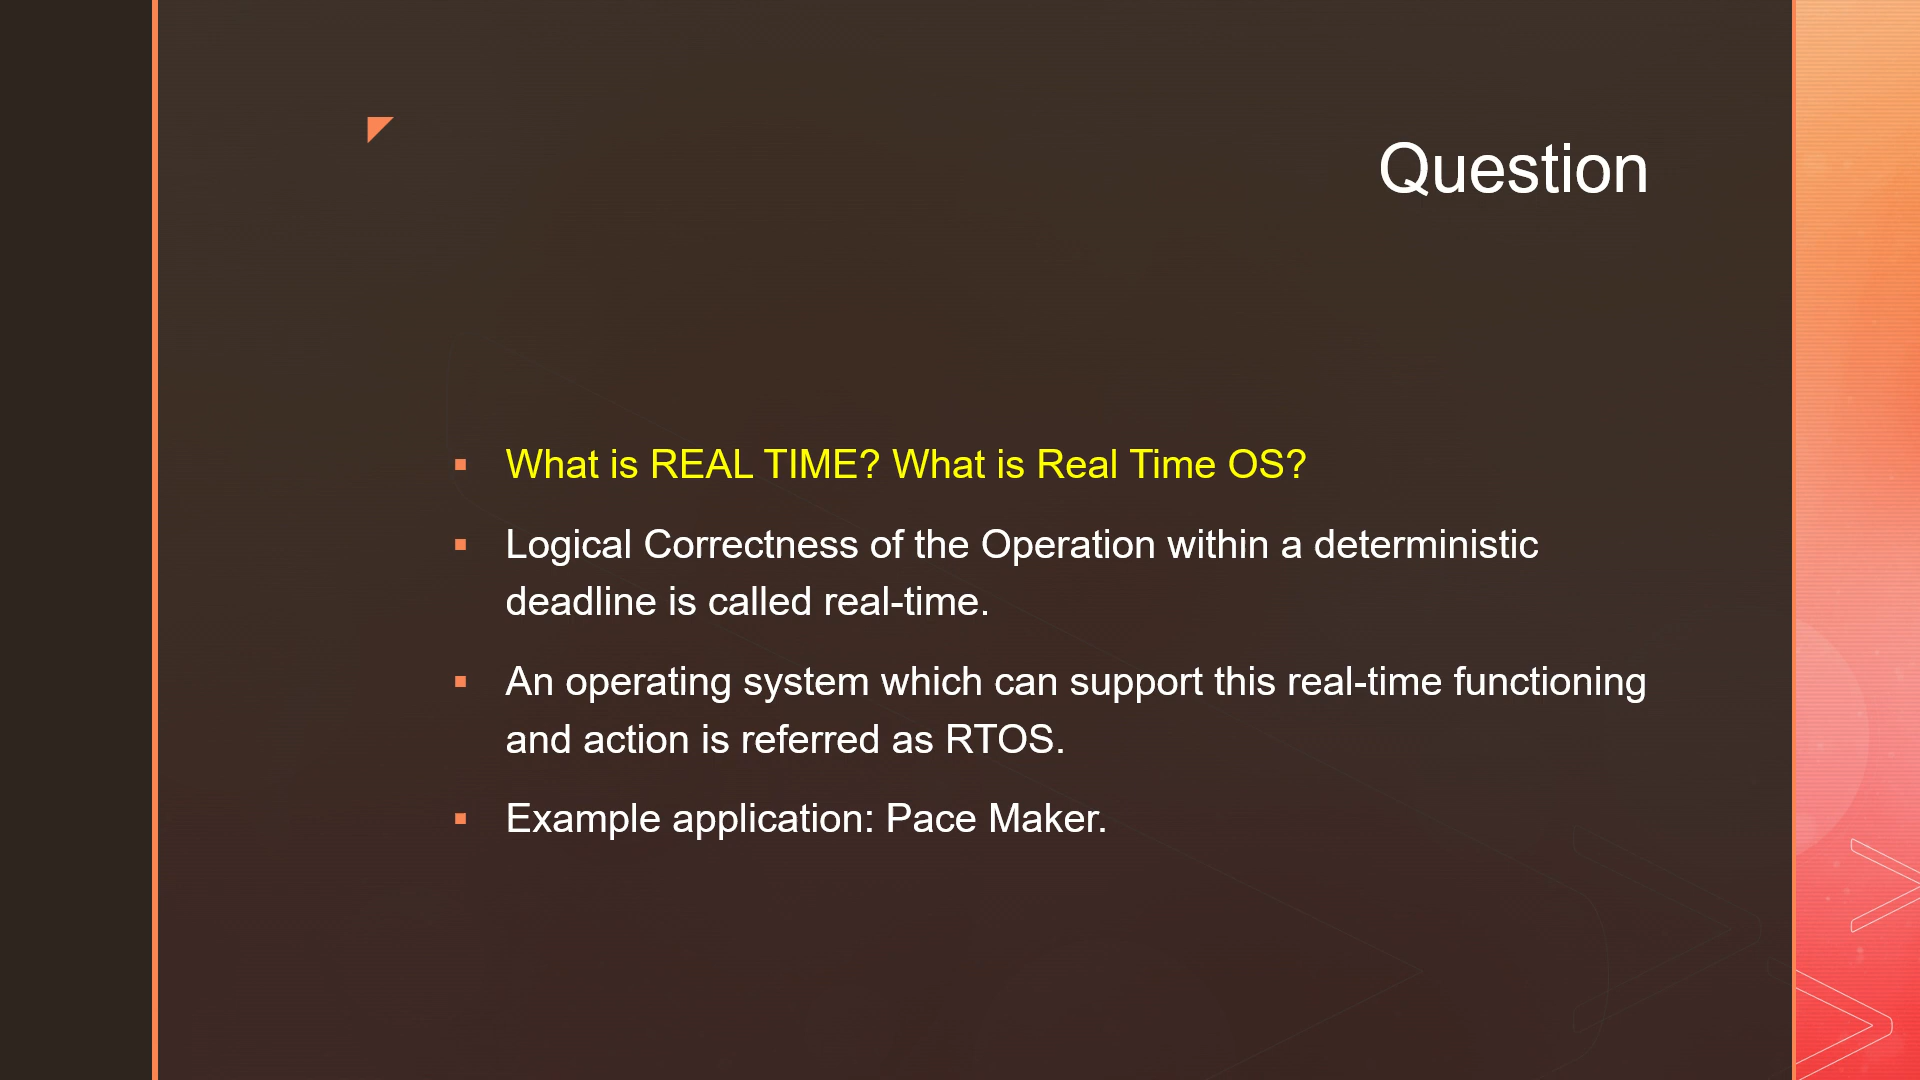 Question
What is REAL TIME? What is Real Time OS?
Logical Correctness of the Operation within a deterministic
deadline is called real-time.
An operating system which can support this real-time functioning
and action is referred as RTOS.
Example application: Pace Maker.